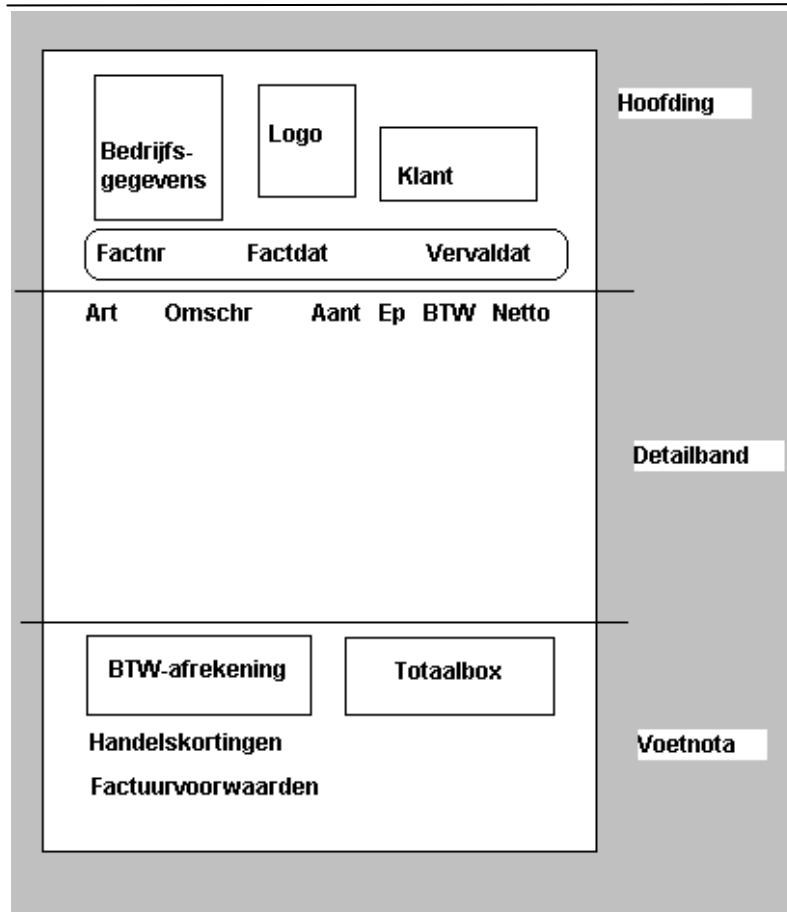 Hoofding
Bedrijfs-
gegevens
Logo
Klant
Factnr Factdat Vervaldat
Art Omschr Aant Ep BTW Netto
Detailband
BTW-afrekening
Totaalbox
Handelskortingen
Factuurvoorwaarden
Voetnota